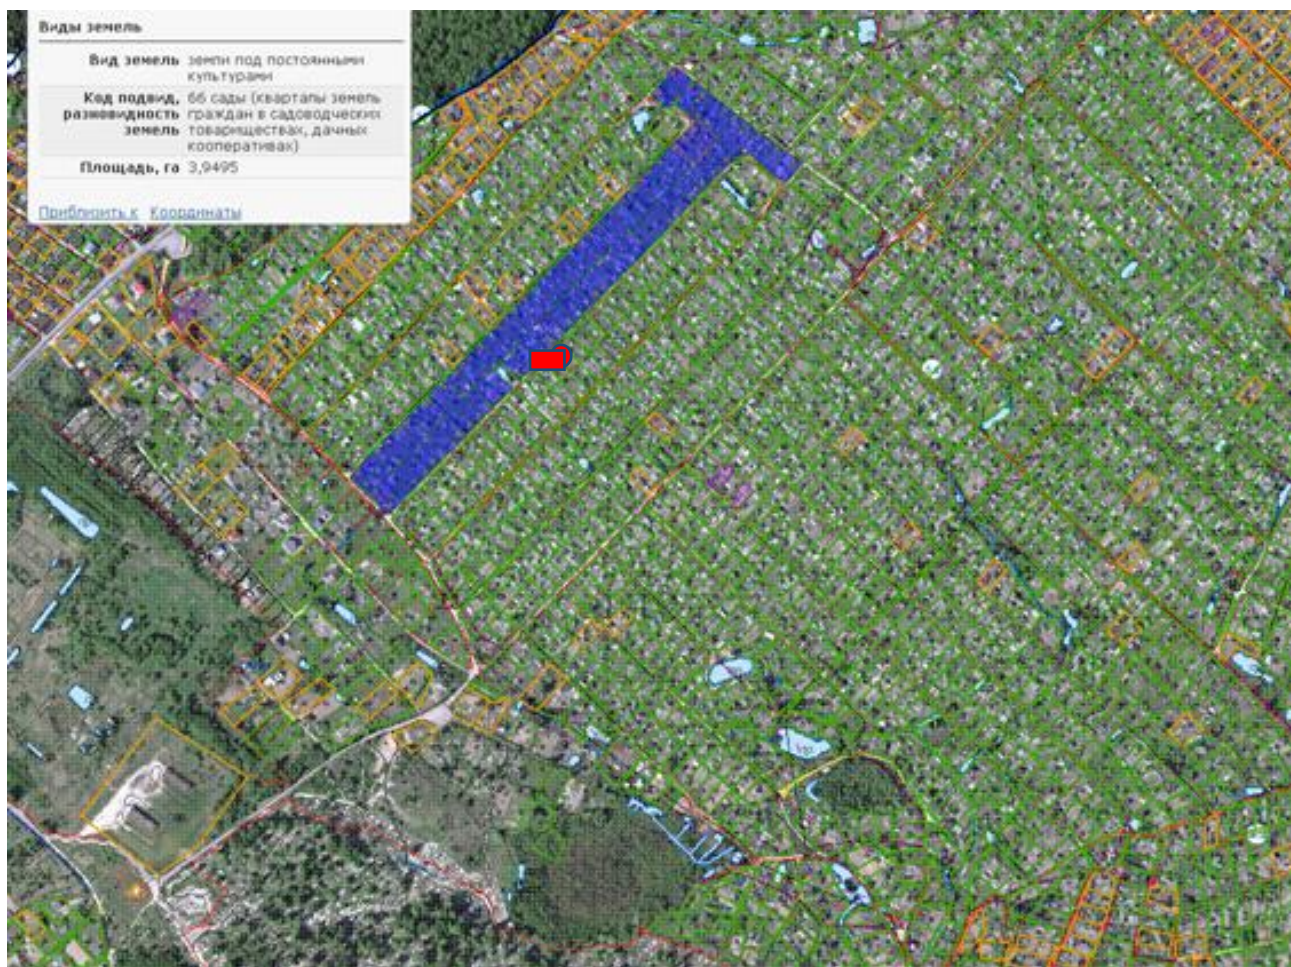 Виды земель
Вид земель земли под постоянными
культурами
Код подвид, 66 сады (кварталы земель
разновидность граждан в садоводческих
земель товариществах, дачных
кооперативах)
Площадь, га 3,9495
Приблизить к Координаты